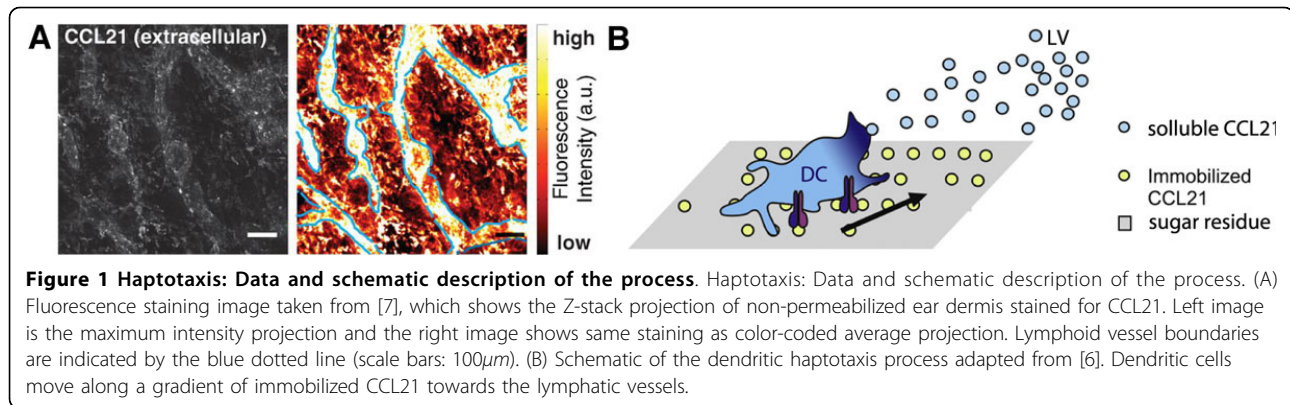 A
CCL21 (extracellular)
high
Fluorescence
Intensity (a.u.)
low
B
LV
DC
solluble CCL21
Immobilized
CCL21
sugar residue
Figure 1 Haptotaxis: Data and schematic description of the process. Haptotaxis: Data and schematic description of the process. (A)
Fluorescence staining image taken from [7], which shows the Z-stack projection of non-permeabilized ear dermis stained for CCL21. Left image
is the maximum intensity projection and the right image shows same staining as color-coded average projection. Lymphoid vessel boundaries
are indicated by the blue dotted line (scale bars: 100μm). (B) Schematic of the dendritic haptotaxis process adapted from [6]. Dendritic cells
move along a gradient of immobilized CCL21 towards the lymphatic vessels.